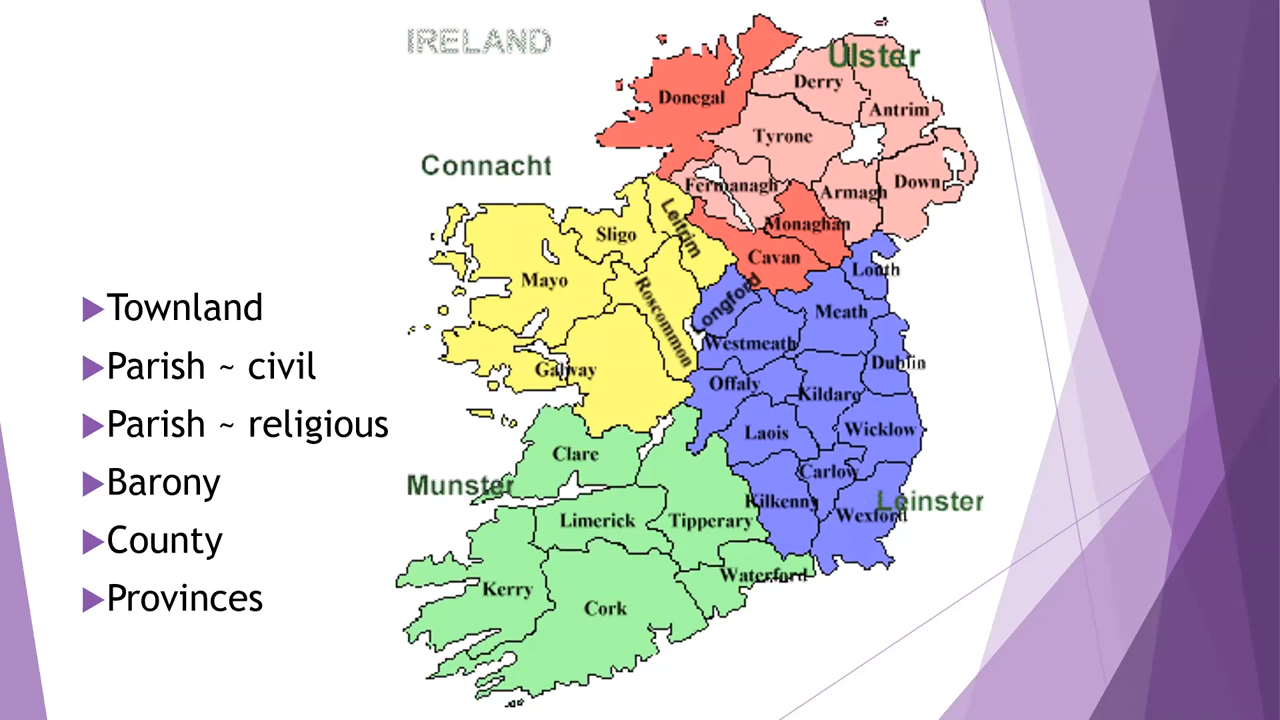 IRELAND
Ulster
Connacht
Munster
Leinster
Donegal
Derry
Antrim
Tyrone
Fermanagh
Armagh
Down
Monaghan
Cavan
Leitrim
Sligo
Mayo
Roscommon
Galway
Longford
Louth
Meath
Westmeath
Dublin
Offaly
Kildare
Laois
Wicklow
Carlow
Kilkenny
Wexford
Clare
Limerick
Tipperary
Waterford
Kerry
Cork
Townland
Parish ~ civil
Parish ~ religious
Barony
County
Provinces